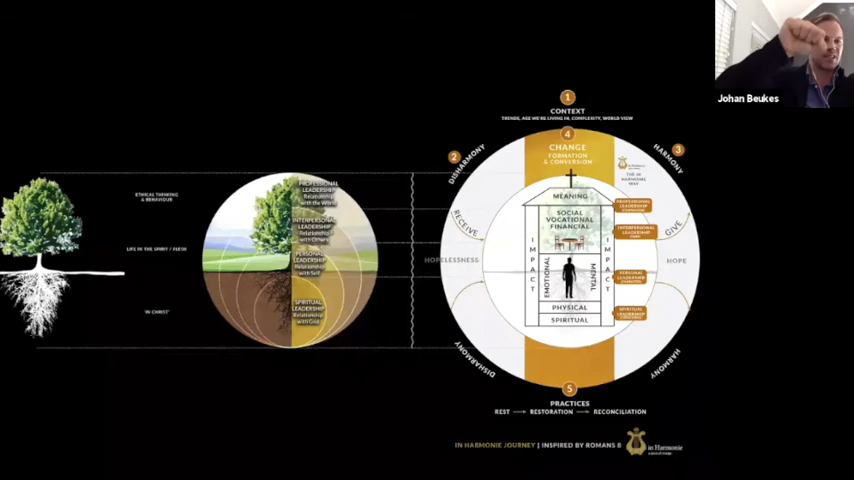 Johan Beukes
ETHICAL THINKING
& BEHAVIOUR
LIFE IN THE SPIRIT / FLESH
'IN CHRIST'
PROFESSIONAL
LEADERSHIP
Relationship
with the World
INTERPERSONAL
LEADERSHIP
Relationship
with Others
PERSONAL
LEADERSHIP
Relationship
with Self
SPIRITUAL
LEADERSHIP
Relationship
with God
1
CONTEXT
TRENDS, AGE WE'RE LIVING IN, COMPLEXITY, WORLD VIEW
2
DISHARMONY
3
HARMONY
4
CHANGE
FORMATION
& CONVERSION
THE IN
HARMONIE
WAY
RECEIVE
GIVE
HOPELESSNESS
HOPE
MEANING
SOCIAL
VOCATIONAL
FINANCIAL
IMPACT
IMPACT
EMOTIONAL
MENTAL
PHYSICAL
SPIRITUAL
PROFESSIONAL
LEADERSHIP
INTERPERSONAL
LEADERSHIP
PERSONAL
LEADERSHIP
SPIRITUAL
LEADERSHIP
DISHARMONY
HARMONY
5
PRACTICES
REST RESTORATION RECONCILIATION
IN HARMONIE JOURNEY | INSPIRED BY ROMANS 8
in Harmonie